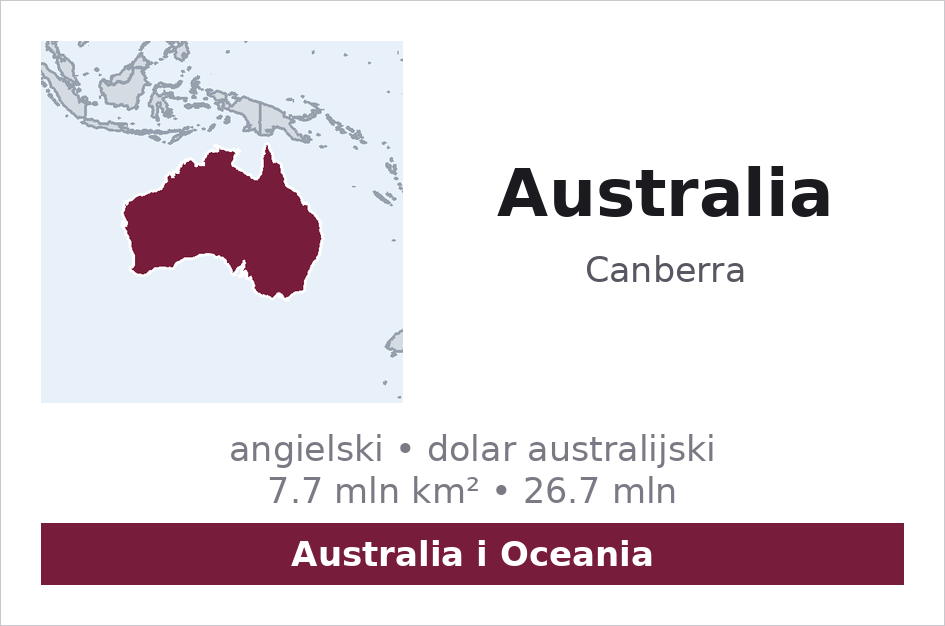 Australia
Canberra
angielski • dolar australijski
7.7 mln km² • 26.7 mln
Australia i Oceania